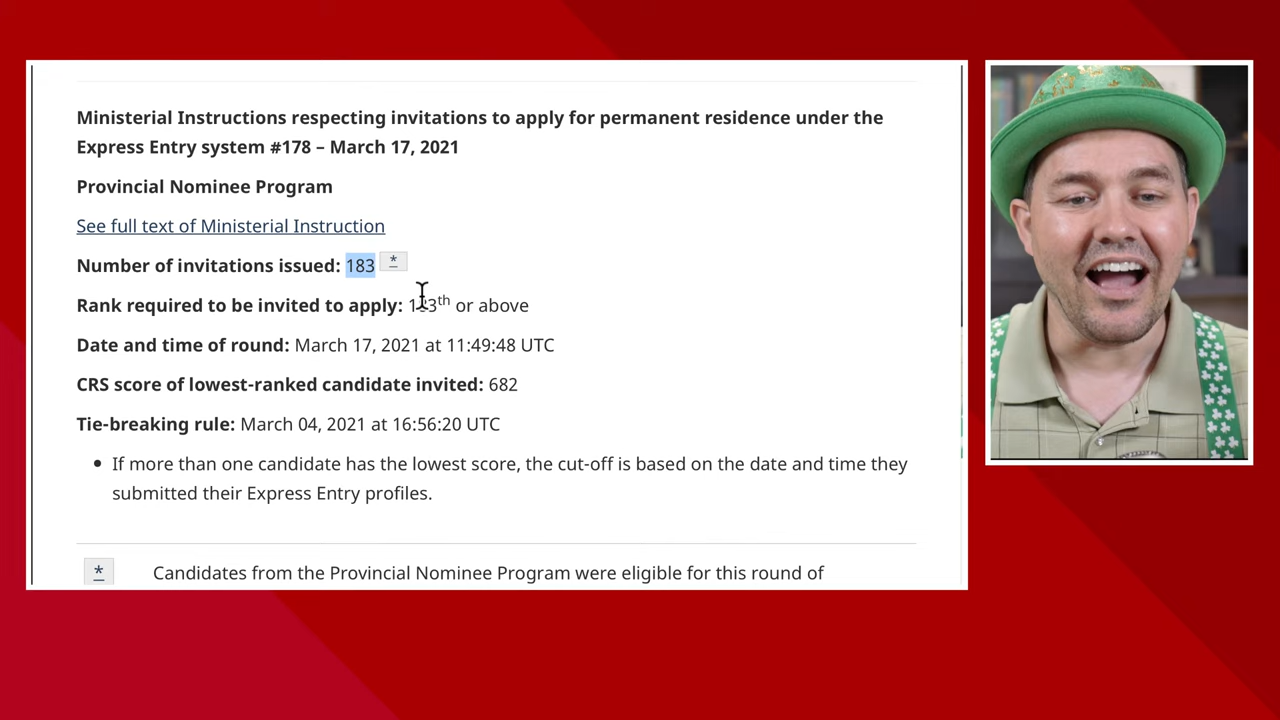 Ministerial Instructions respecting invitations to apply for permanent residence under the
Express Entry system #178 – March 17, 2021
Provincial Nominee Program
See full text of Ministerial Instruction
Number of invitations issued: 183 *
Rank required to be invited to apply: 183th or above
Date and time of round: March 17, 2021 at 11:49:48 UTC
CRS score of lowest-ranked candidate invited: 682
Tie-breaking rule: March 04, 2021 at 16:56:20 UTC
• If more than one candidate has the lowest score, the cut-off is based on the date and time they
submitted their Express Entry profiles.
* Candidates from the Provincial Nominee Program were eligible for this round of